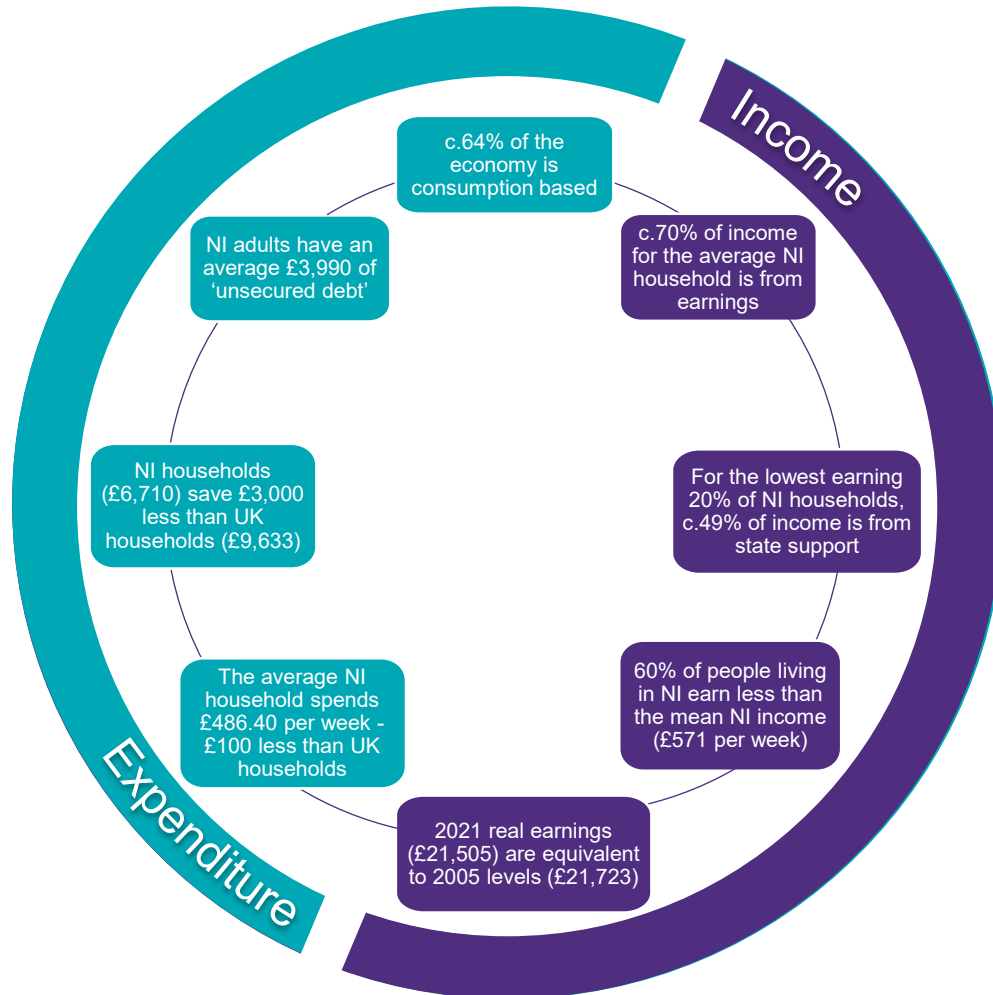 Income
c.64% of the
economy is
consumption based
c.70% of income
for the average NI
household is from
earnings
For the lowest earning
20% of NI households,
c.49% of income is from
state support
60% of people living
in NI earn less than
the mean NI income
(£571 per week)
2021 real earnings
(£21,505) are equivalent
to 2005 levels (£21,723)
Expenditure
The average NI
household spends
£486.40 per week -
£100 less than UK
households
NI households
(£6,710) save £3,000
less than UK
households (£9,633)
NI adults have an
average £3,990 of
‘unsecured debt’